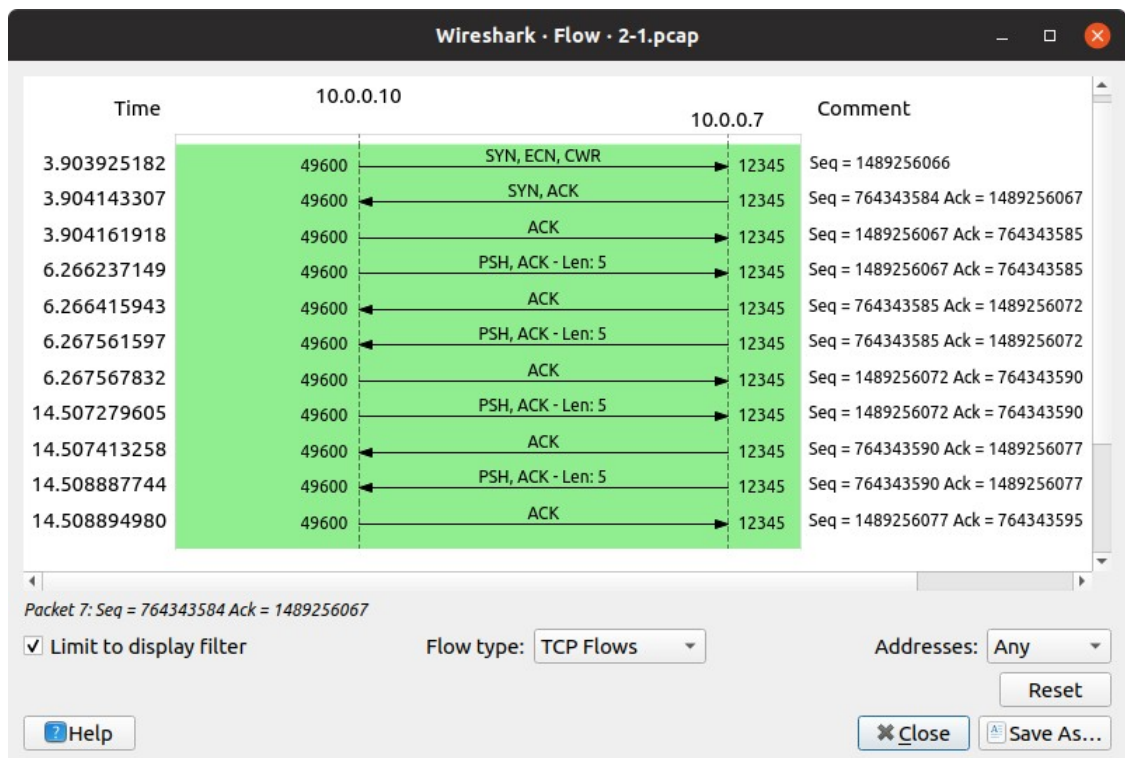 Wireshark · Flow · 2-1.pcap
Time 10.0.0.10 10.0.0.7 Comment
3.903925182 49600 SYN, ECN, CWR 12345 Seq = 1489256066
3.904143307 49600 SYN, ACK 12345 Seq = 764343584 Ack = 1489256067
3.904161918 49600 ACK 12345 Seq = 1489256067 Ack = 764343585
6.266237149 49600 PSH, ACK - Len: 5 12345 Seq = 1489256067 Ack = 764343585
6.266415943 49600 ACK 12345 Seq = 764343585 Ack = 1489256072
6.267561597 49600 PSH, ACK - Len: 5 12345 Seq = 764343585 Ack = 1489256072
6.267567832 49600 ACK 12345 Seq = 1489256072 Ack = 764343590
14.507279605 49600 PSH, ACK - Len: 5 12345 Seq = 1489256072 Ack = 764343590
14.507413258 49600 ACK 12345 Seq = 764343590 Ack = 1489256077
14.508887744 49600 PSH, ACK - Len: 5 12345 Seq = 764343590 Ack = 1489256077
14.508894980 49600 ACK 12345 Seq = 1489256077 Ack = 764343595
Packet 7: Seq = 764343584 Ack = 1489256067
Limit to display filter Flow type: TCP Flows Addresses: Any
Reset
Help Close Save As...